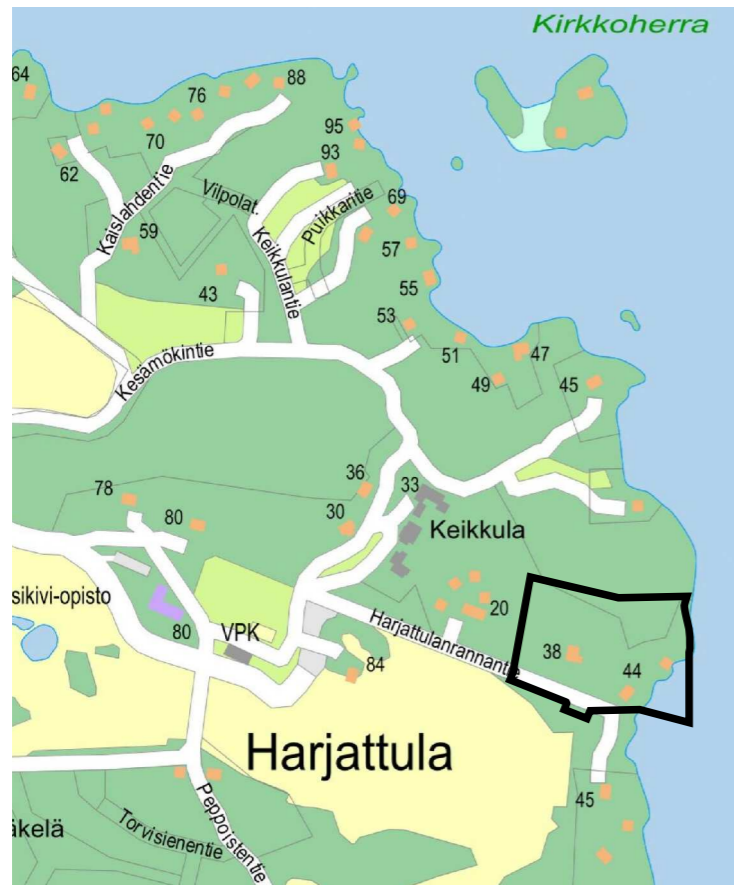 Kirkkoherra
64
76
88
70
95
62
93
Vilpolat.
69
Kaislahdentie
Puikkaritie
59
Keikkulantie
57
43
55
53
51
47
49
45
Kesämökintie
36
78
33
30
80
Keikkula
sikivi-opisto
20
80
VPK
Harjattulanrannantie
38
44
84
Harjattula
45
äkelä
Torvisienentie
Peppoistentie